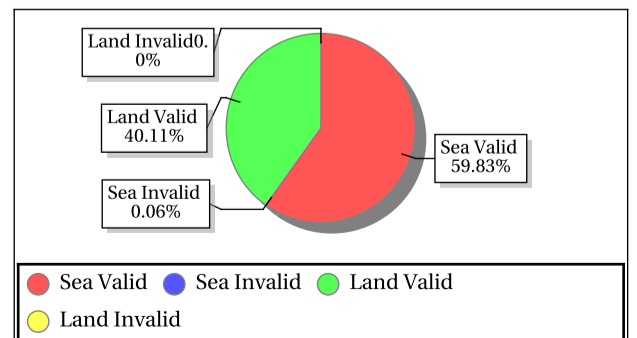 Land Invalid0.
0%
Land Valid
40.11%
Sea Valid
59.83%
Sea Invalid
0.06%
Sea Valid Sea Invalid Land Valid
Land Invalid